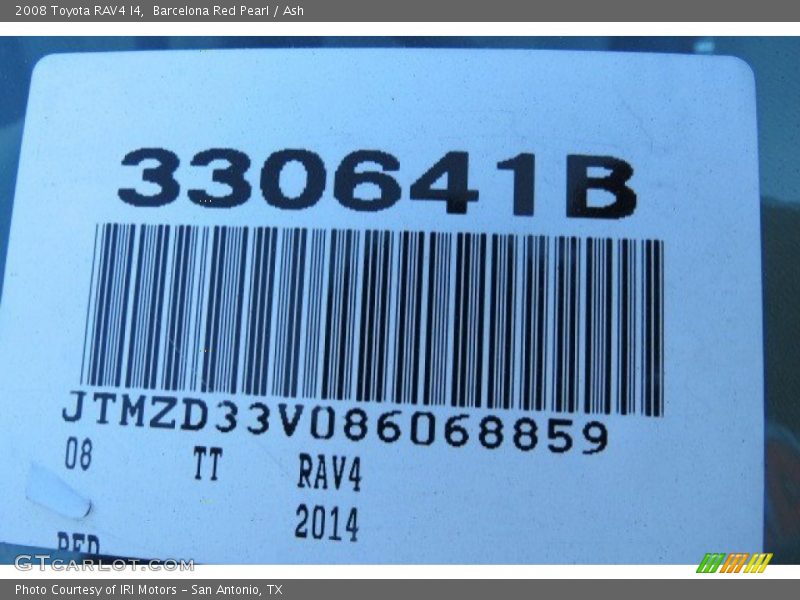 2008 Toyota RAV4 I4, Barcelona Red Pearl / Ash
330641B
JTMZD33V086068859
08 TT RAV4
2014
RED
GTCARLOT.COM
Photo Courtesy of IRI Motors – San Antonio, TX